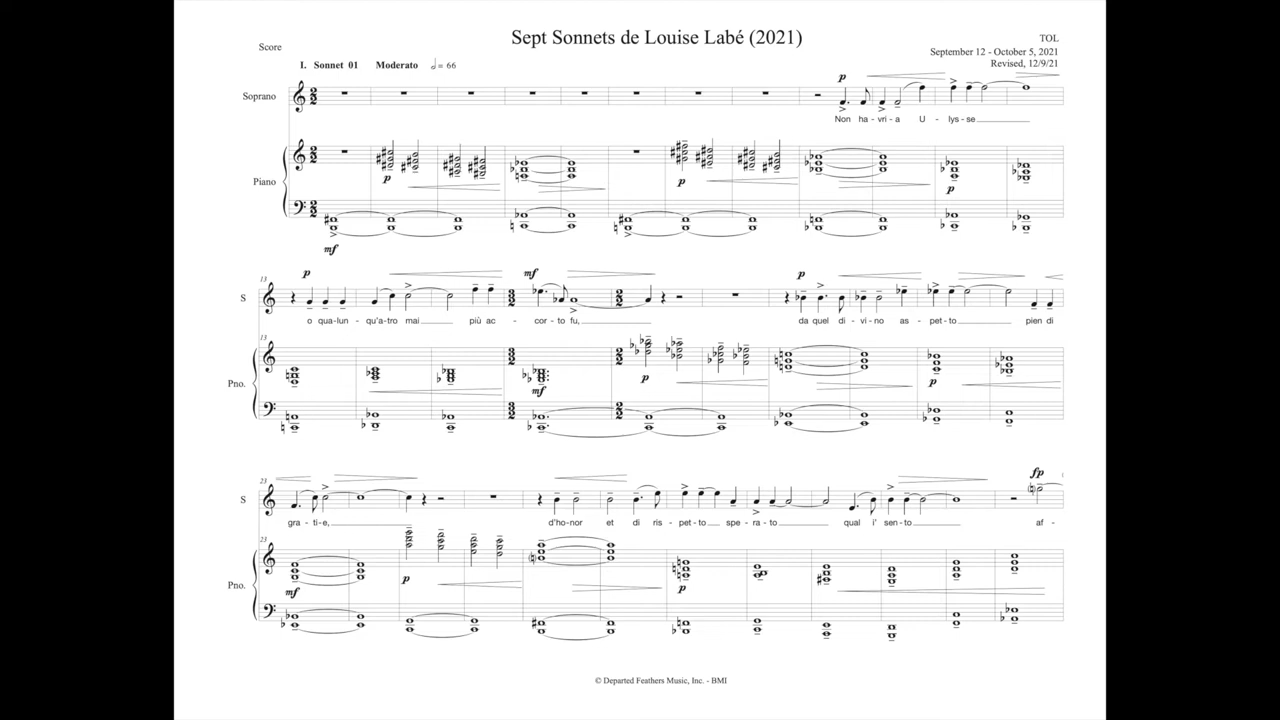 Sept Sonnets de Louise Labé (2021)
Score
TOL
September 12 - October 5, 2021
Revised, 12/9/21
I. Sonnet 01 Moderato = 66
p
Soprano
Non ha - vri - a U - lys - se
Piano
p
p
p
mf
13
p
mf
p
S
o qua-lun - qu'a-tro mai più ac - cor - to fu, da quel di - vi - no as - pet - to pien di
13
Pno.
mf
p
p
23
fp
S
gra - ti-e, d'ho-nor et di ris - pet - to spe - ra - to qual i' sen - to af -
23
Pno.
mf
p
p
© Departed Feathers Music, Inc. - BMI